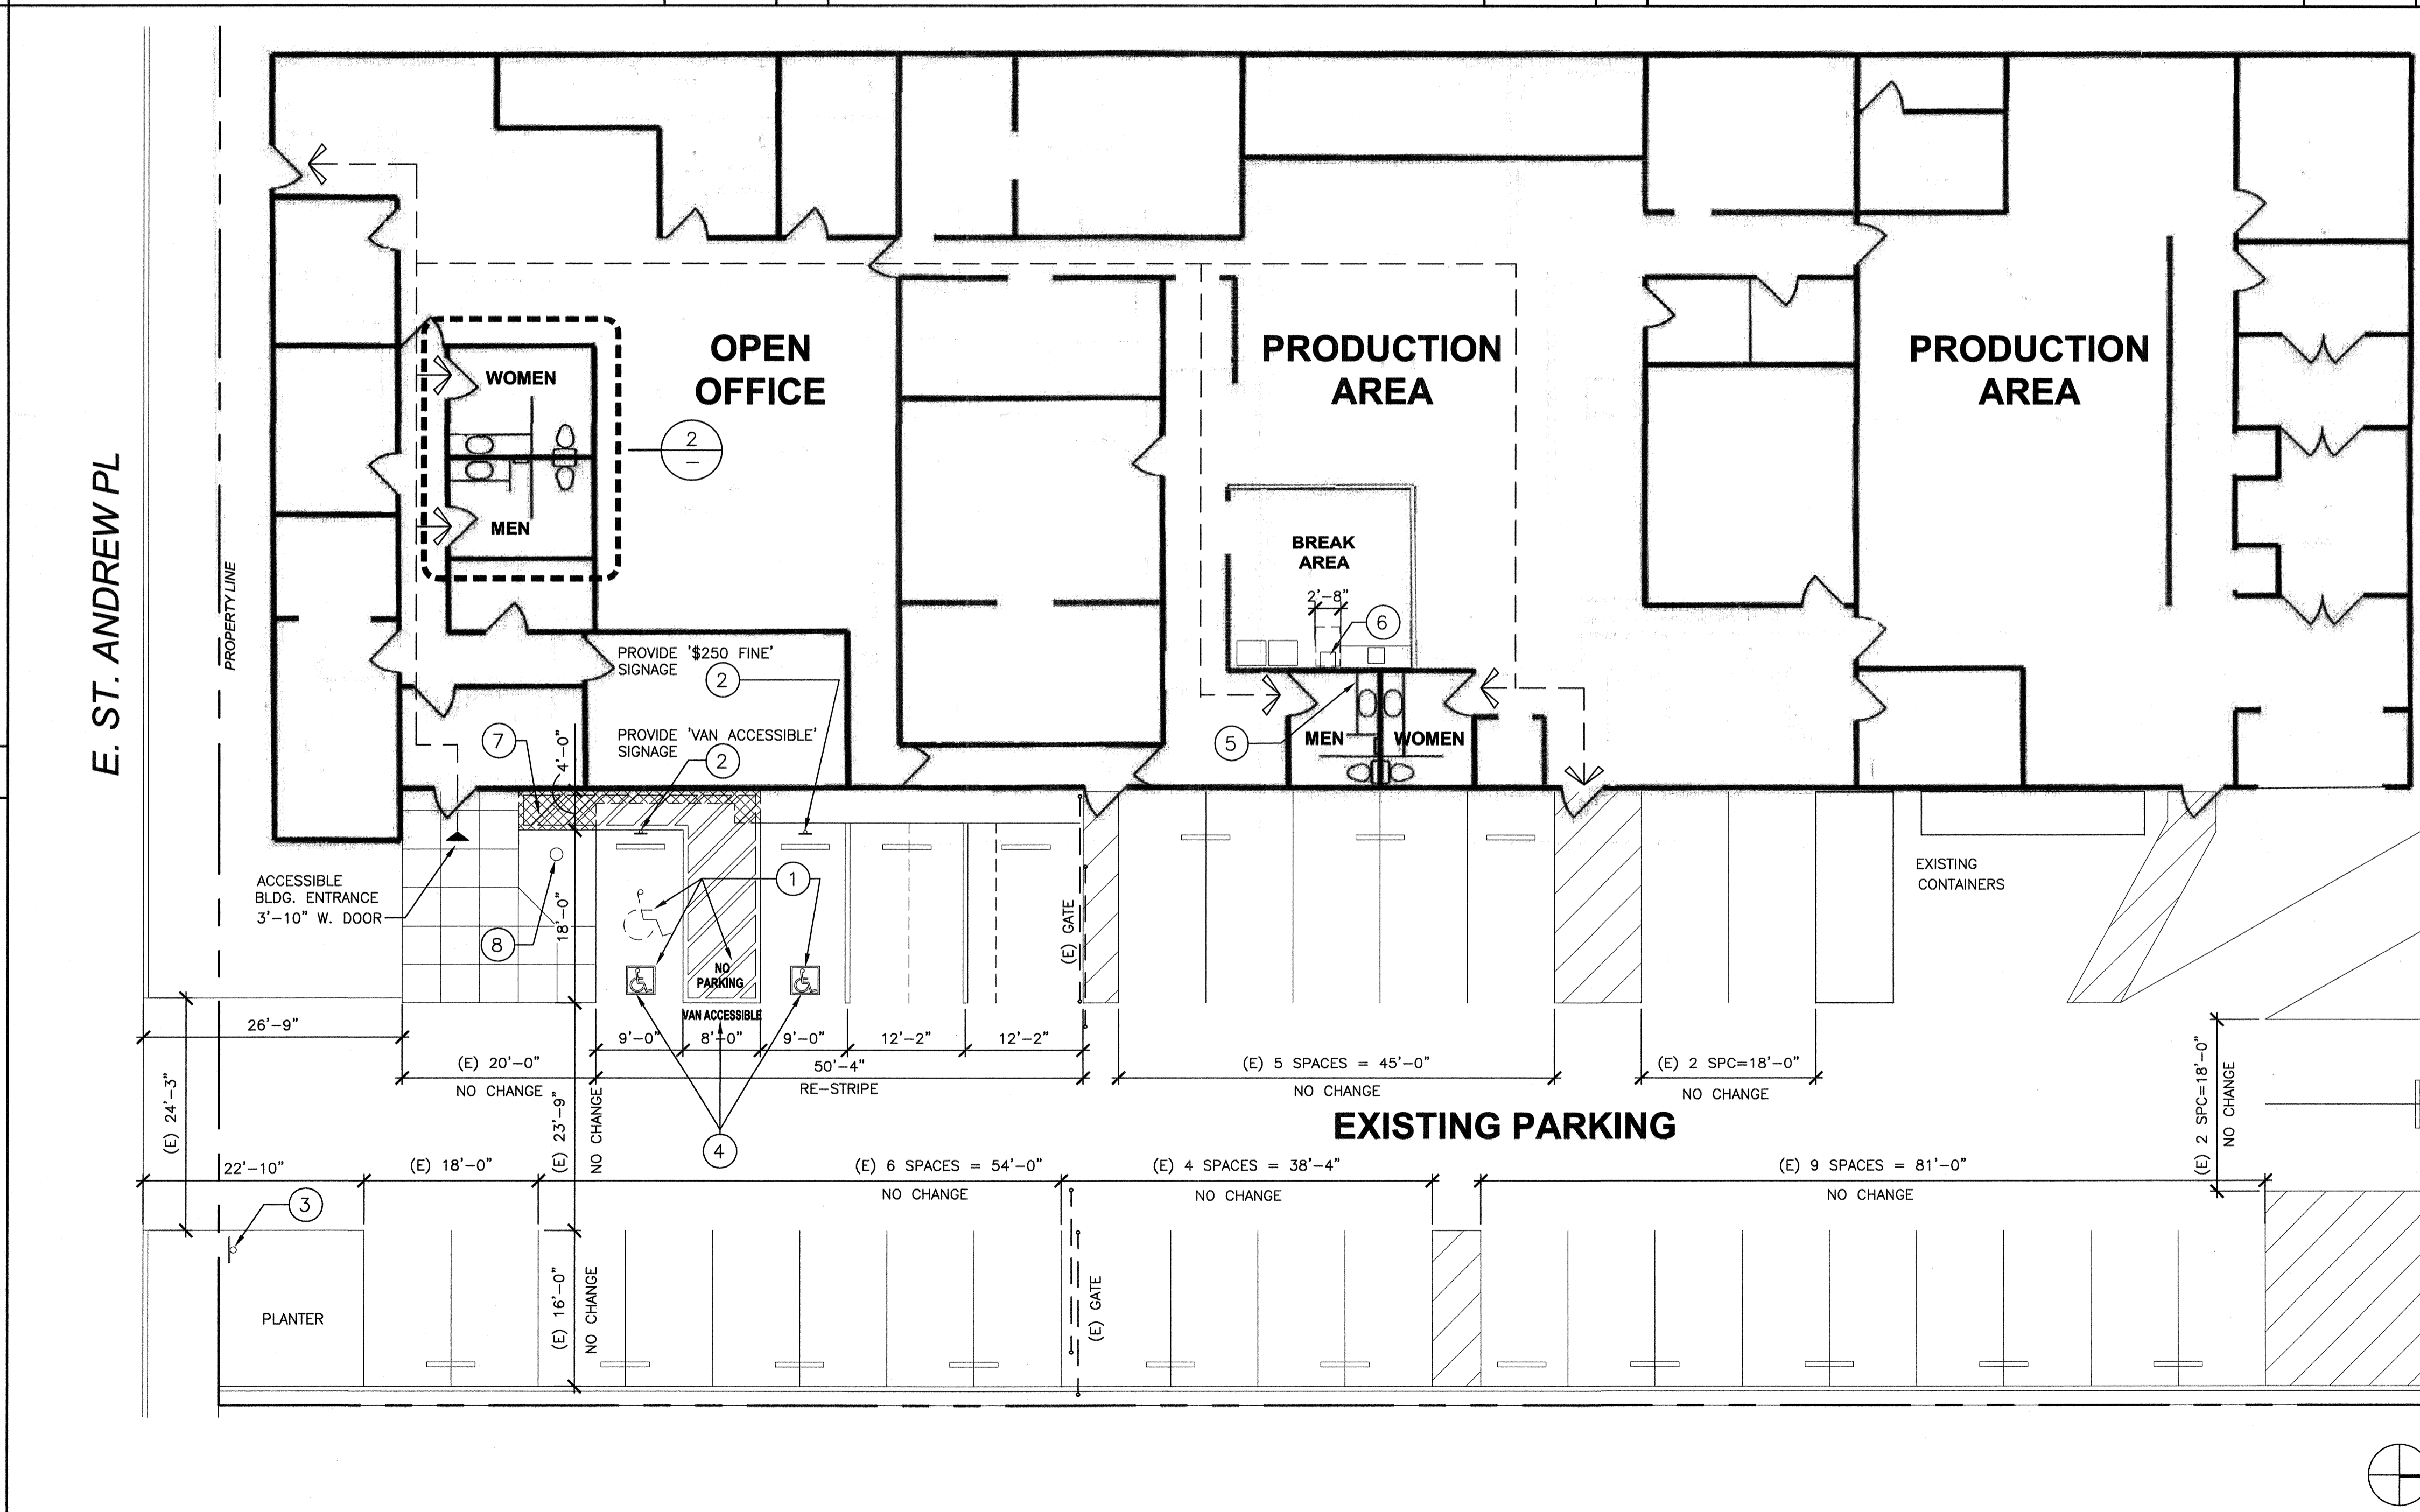 E. ST. ANDREW PL
PROPERTY LINE
OPEN
OFFICE
PRODUCTION
AREA
PRODUCTION
AREA
WOMEN
2
–
MEN
BREAK
AREA
2'-8"
6
PROVIDE '$250 FINE'
SIGNAGE
2
PROVIDE 'VAN ACCESSIBLE'
SIGNAGE
2
7
4'-0"
5
MEN
WOMEN
ACCESSIBLE
BLDG. ENTRANCE
3'-10" W. DOOR
8
18'-0"
1
NO
PARKING
VAN ACCESSIBLE
(E) GATE
EXISTING
CONTAINERS
26'-9"
9'-0"
8'-0"
9'-0"
12'-2"
12'-2"
(E) 20'-0"
NO CHANGE
50'-4"
RE-STRIPE
(E) 5 SPACES = 45'-0"
NO CHANGE
(E) 2 SPC=18'-0"
NO CHANGE
(E) 2 SPC=18'-0"
NO CHANGE
(E) 24'-3"
(E) 23'-9"
NO CHANGE
4
EXISTING PARKING
22'-10"
(E) 18'-0"
(E) 6 SPACES = 54'-0"
NO CHANGE
(E) 4 SPACES = 38'-4"
NO CHANGE
(E) 9 SPACES = 81'-0"
NO CHANGE
3
PLANTER
(E) 16'-0"
NO CHANGE
(E) GATE